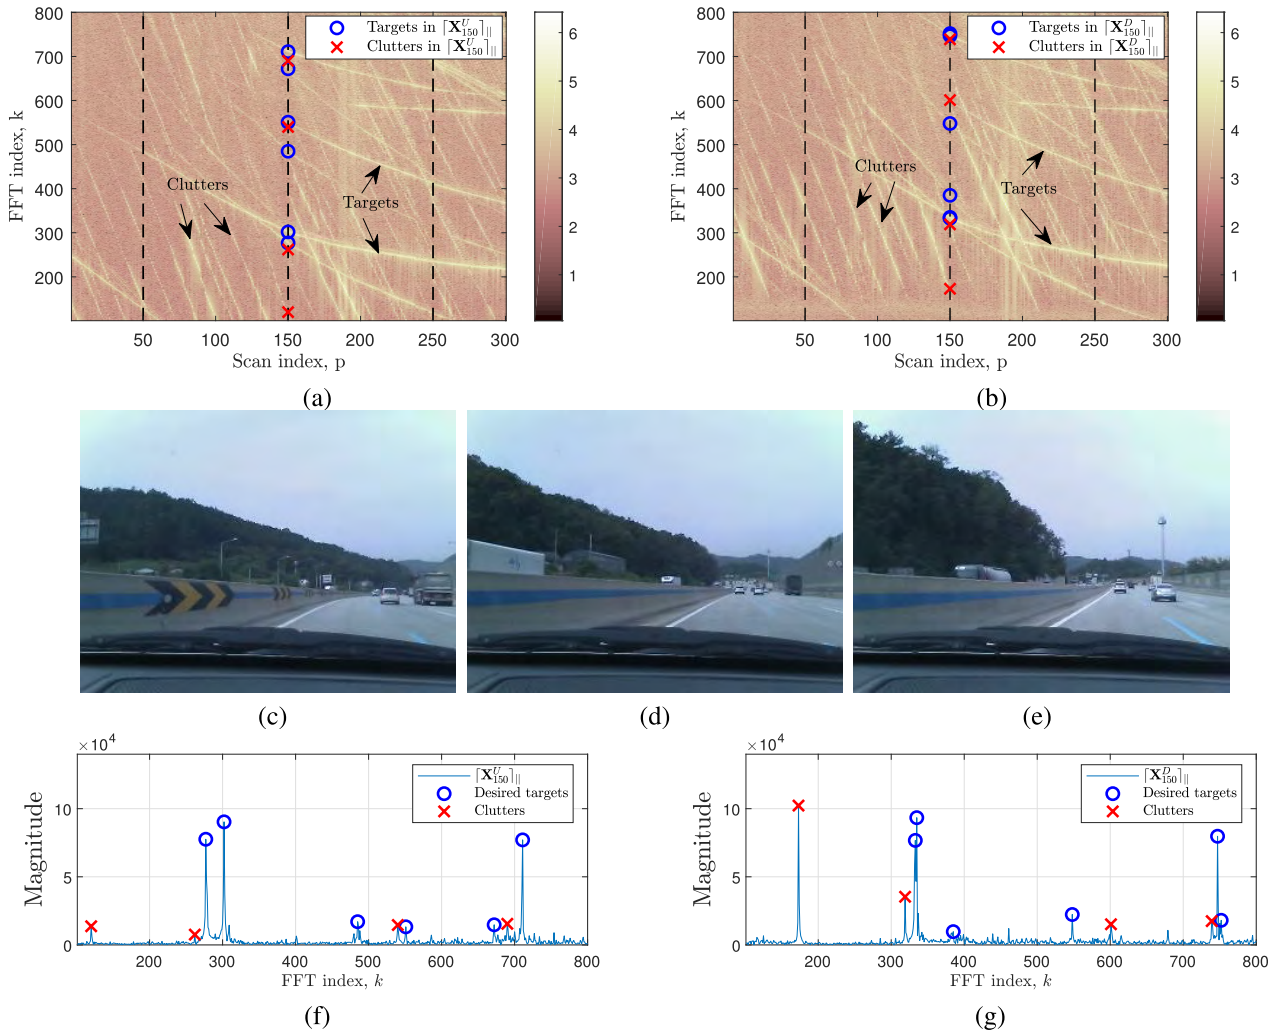 800
700
600
500
400
300
200
FFT index, k
50
100
150
200
250
300
Scan index, p
Targets in ⌈X^U_150⌉_||
Clutters in ⌈X^U_150⌉_||
Clutters
Targets
6
5
4
3
2
1
(a)
800
700
600
500
400
300
200
FFT index, k
50
100
150
200
250
300
Scan index, p
Targets in ⌈X^D_150⌉_||
Clutters in ⌈X^D_150⌉_||
Clutters
Targets
6
5
4
3
2
1
(b)
(c)
(d)
(e)
×10^4
10
5
0
Magnitude
200
300
400
500
600
700
800
FFT index, k
⌈X^U_150⌉_||
Desired targets
Clutters
(f)
×10^4
10
5
0
Magnitude
200
300
400
500
600
700
800
FFT index, k
⌈X^D_150⌉_||
Desired targets
Clutters
(g)